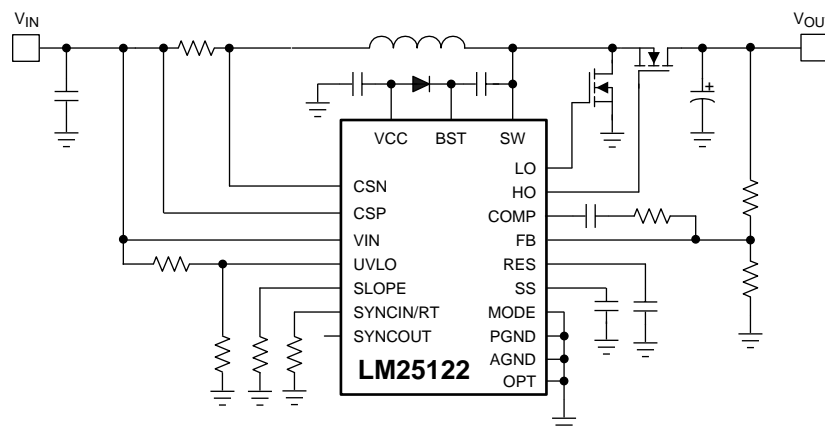 VIN
VOUT
+
VCC
BST
SW
LO
HO
CSN
COMP
CSP
FB
VIN
RES
UVLO
SS
SLOPE
MODE
SYNCIN/RT
PGND
SYNCOUT
AGND
LM25122
OPT